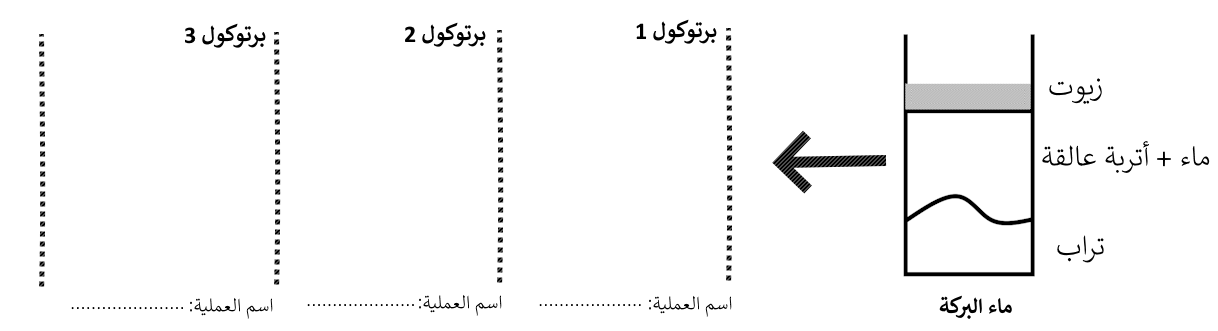 برتوكول 1
برتوكول 2
برتوكول 3
زيوت
ماء + أتربة عالقة
تراب
ماء البركة
اسم العملية: .....................
اسم العملية: .....................
اسم العملية: ......................